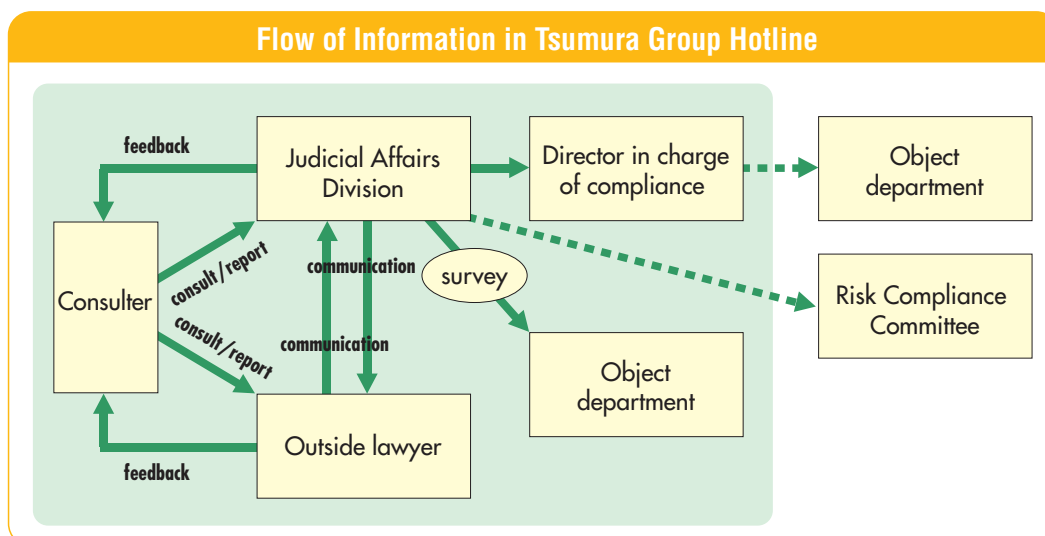 Flow of Information in Tsumura Group Hotline
feedback
Judicial Affairs
Division
Director in charge
of compliance
Object
department
Consulter
consult/report
consult/report
communication
communication
survey
Risk Compliance
Committee
Object
department
Outside lawyer
feedback